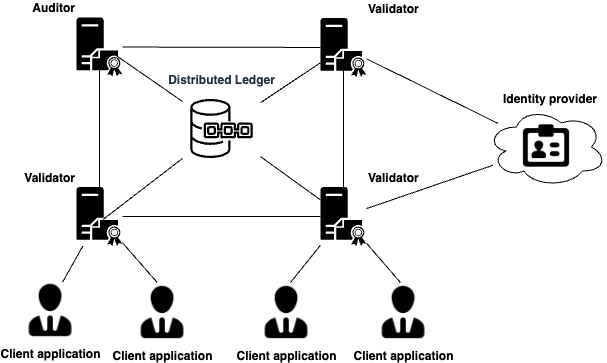 Auditor
Validator
Distributed Ledger
Identity provider
Validator
Validator
Client application
Client application
Client application
Client application